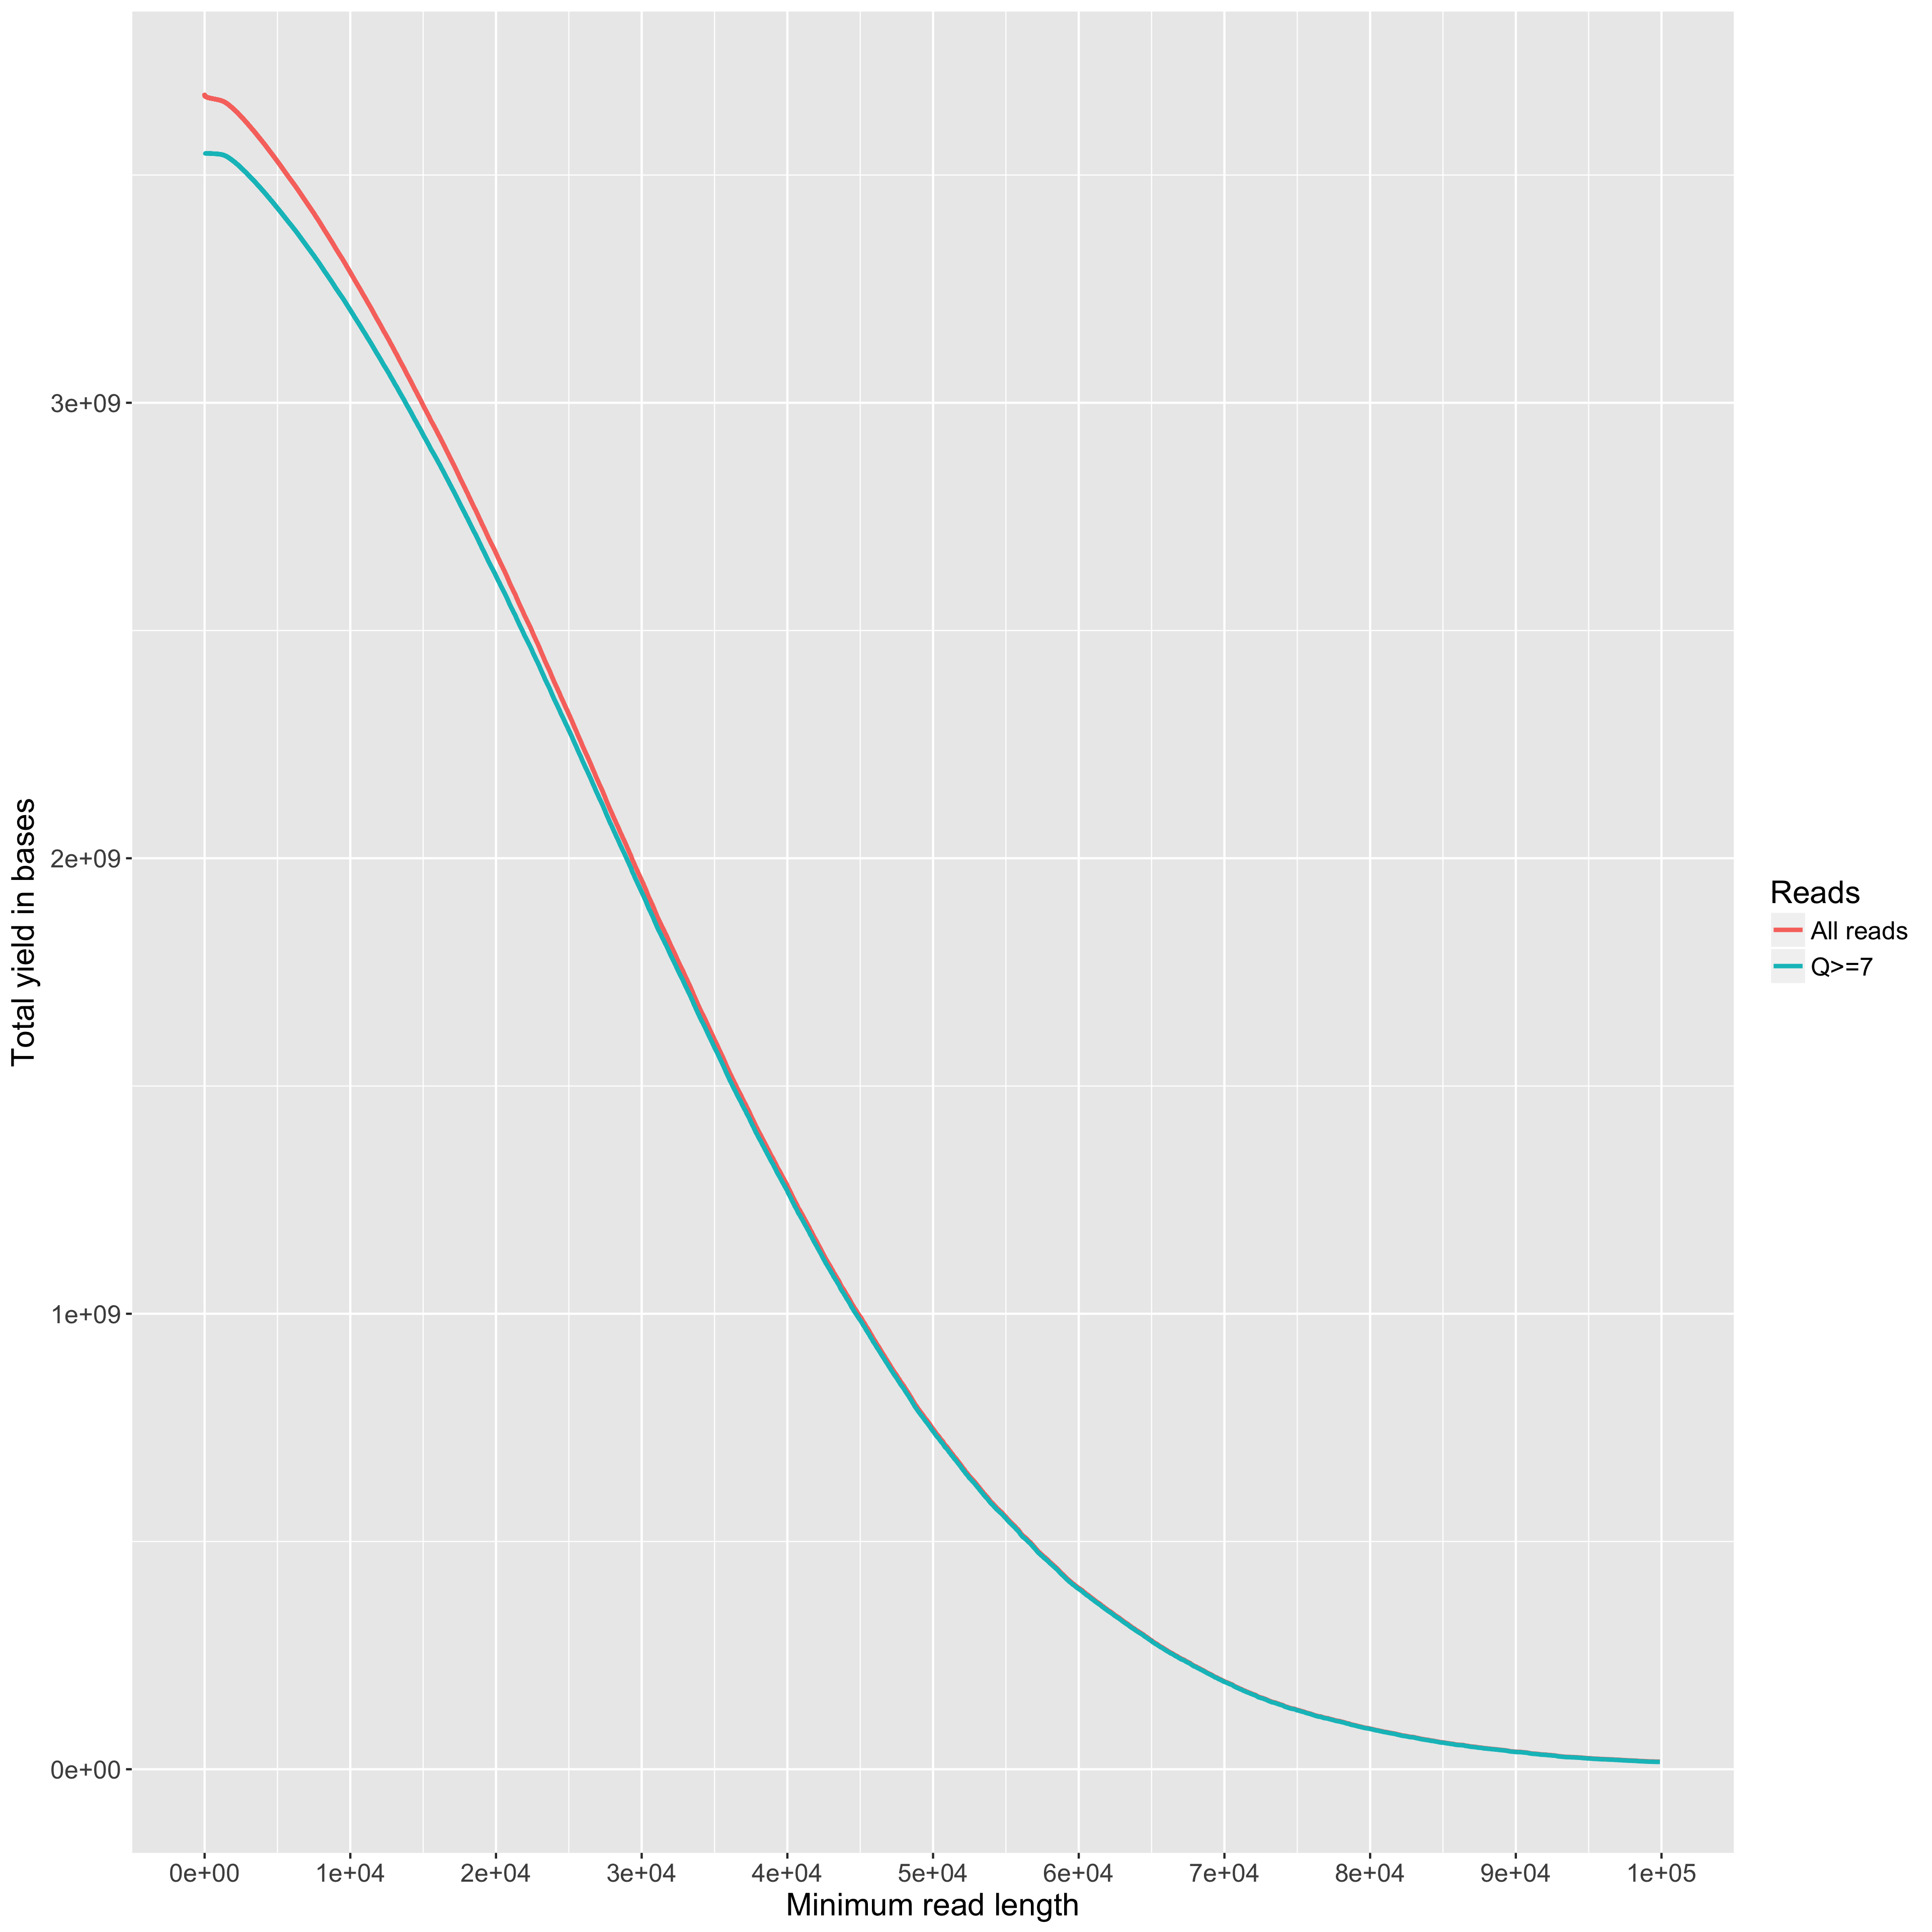 Total yield in bases
3e+09
2e+09
1e+09
0e+00
0e+00 1e+04 2e+04 3e+04 4e+04 5e+04 6e+04 7e+04 8e+04 9e+04 1e+05
Minimum read length
Reads
All reads
Q>=7